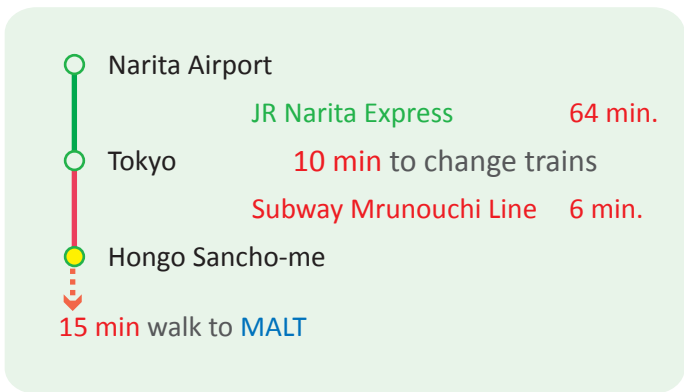 Narita Airport
JR Narita Express 64 min.
Tokyo 10 min to change trains
Subway Mrunouchi Line 6 min.
Hongo Sancho-me
15 min walk to MALT